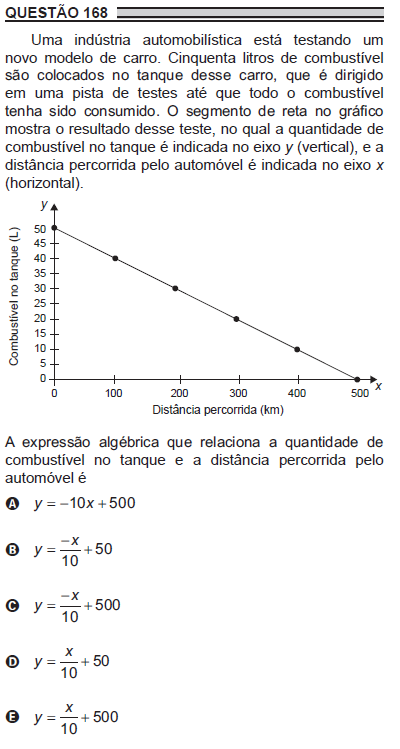 QUESTÃO 168
Uma indústria automobilística está testando um
novo modelo de carro. Cinquenta litros de combustível
são colocados no tanque desse carro, que é dirigido
em uma pista de testes até que todo o combustível
tenha sido consumido. O segmento de reta no gráfico
mostra o resultado desse teste, no qual a quantidade de
combustível no tanque é indicada no eixo y (vertical), e a
distância percorrida pelo automóvel é indicada no eixo x
(horizontal).
y
Combustível no tanque (L)
50
45
40
35
30
25
20
15
10
5
0
0 100 200 300 400 500 x
Distância percorrida (km)
A expressão algébrica que relaciona a quantidade de
combustível no tanque e a distância percorrida pelo
automóvel é
A y = −10x + 500
B y = −x/10 + 50
C y = −x/10 + 500
D y = x/10 + 50
E y = x/10 + 500